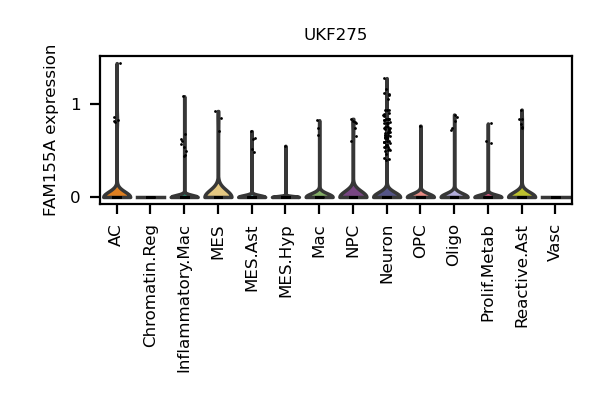 UKF275
FAM155A expression
1
0
AC
Chromatin.Reg
Inflammatory.Mac
MES
MES.Ast
MES.Hyp
Mac
NPC
Neuron
OPC
Oligo
Prolif.Metab
Reactive.Ast
Vasc